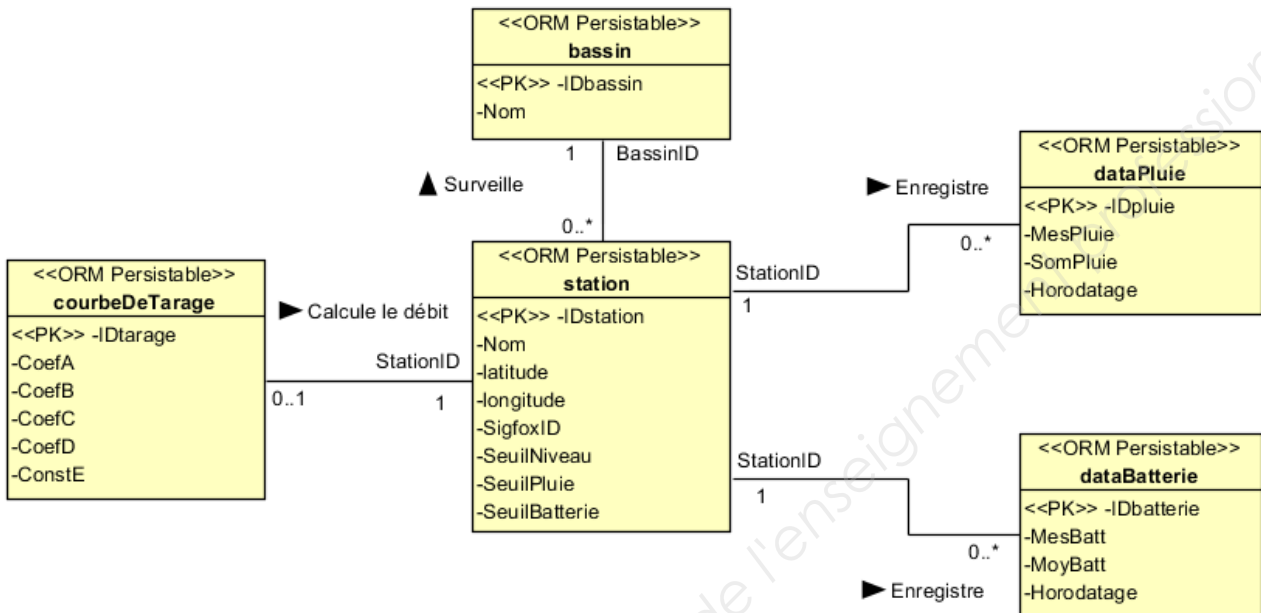 <<ORM Persistable>>
bassin
<<PK>> -IDbassin
-Nom
1
BassinID
Surveille
0..*
<<ORM Persistable>>
courbeDeTarage
<<PK>> -IDtarage
-CoefA
-CoefB
-CoefC
-CoefD
-ConstE
Calcule le débit
StationID
0..1
1
<<ORM Persistable>>
station
<<PK>> -IDstation
-Nom
-latitude
-longitude
-SigfoxID
-SeuilNiveau
-SeuilPluie
-SeuilBatterie
Enregistre
StationID
1
0..*
<<ORM Persistable>>
dataPluie
<<PK>> -IDpluie
-MesPluie
-SomPluie
-Horodatage
StationID
1
0..*
Enregistre
<<ORM Persistable>>
dataBatterie
<<PK>> -IDbatterie
-MesBatt
-MoyBatt
-Horodatage
de l'enseignement profession